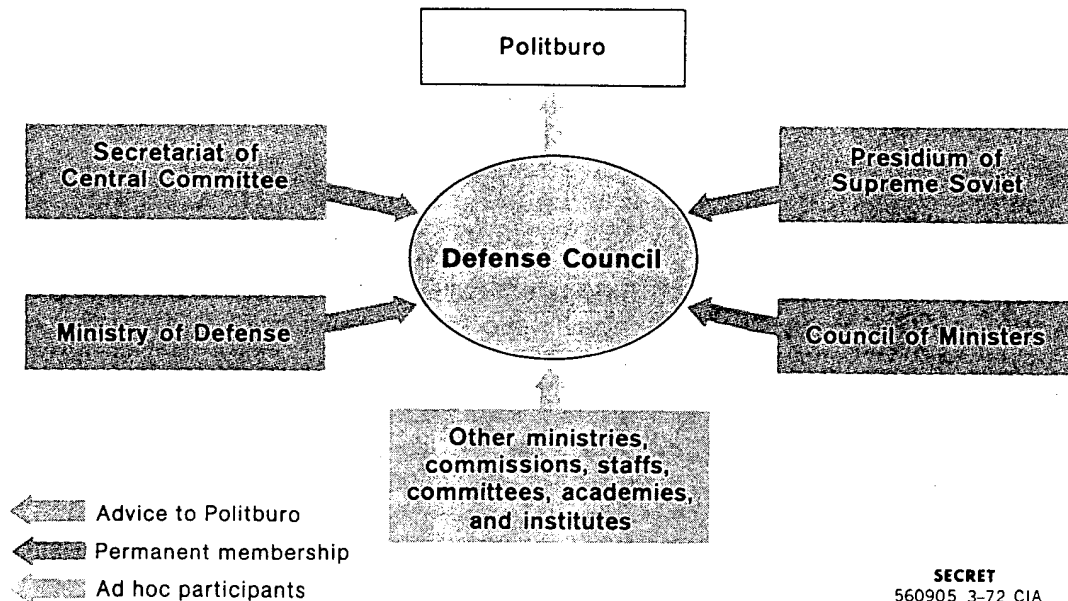 Politburo
Secretariat of
Central Committee
Presidium of
Supreme Soviet
Defense Council
Ministry of Defense
Council of Ministers
Other ministries,
commissions, staffs,
committees, academies,
and institutes
Advice to Politburo
Permanent membership
Ad hoc participants
SECRET
560905 3-72 CIA